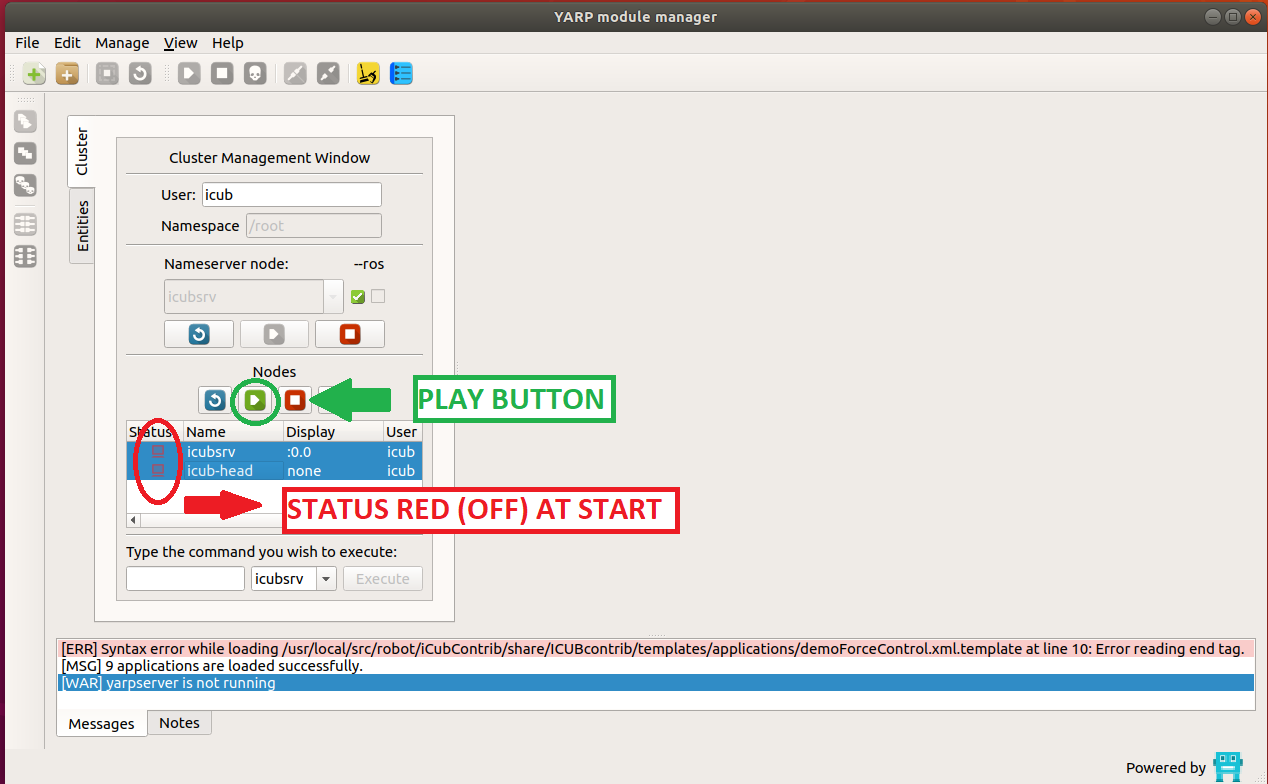 YARP module manager
File Edit Manage View Help
Cluster
Entities
Cluster Management Window
User: icub
Namespace /root
Nameserver node: --ros
icubsrv
Nodes
PLAY BUTTON
Status Name Display User
icubsrv :0.0 icub
icub-head none icub
STATUS RED (OFF) AT START
Type the command you wish to execute:
icubsrv Execute
[ERR] Syntax error while loading /usr/local/src/robot/iCubContrib/share/ICUBcontrib/templates/applications/demoForceControl.xml.template at line 10: Error reading end tag.
[MSG] 9 applications are loaded successfully.
[WAR] yarpserver is not running
Messages Notes
Powered by